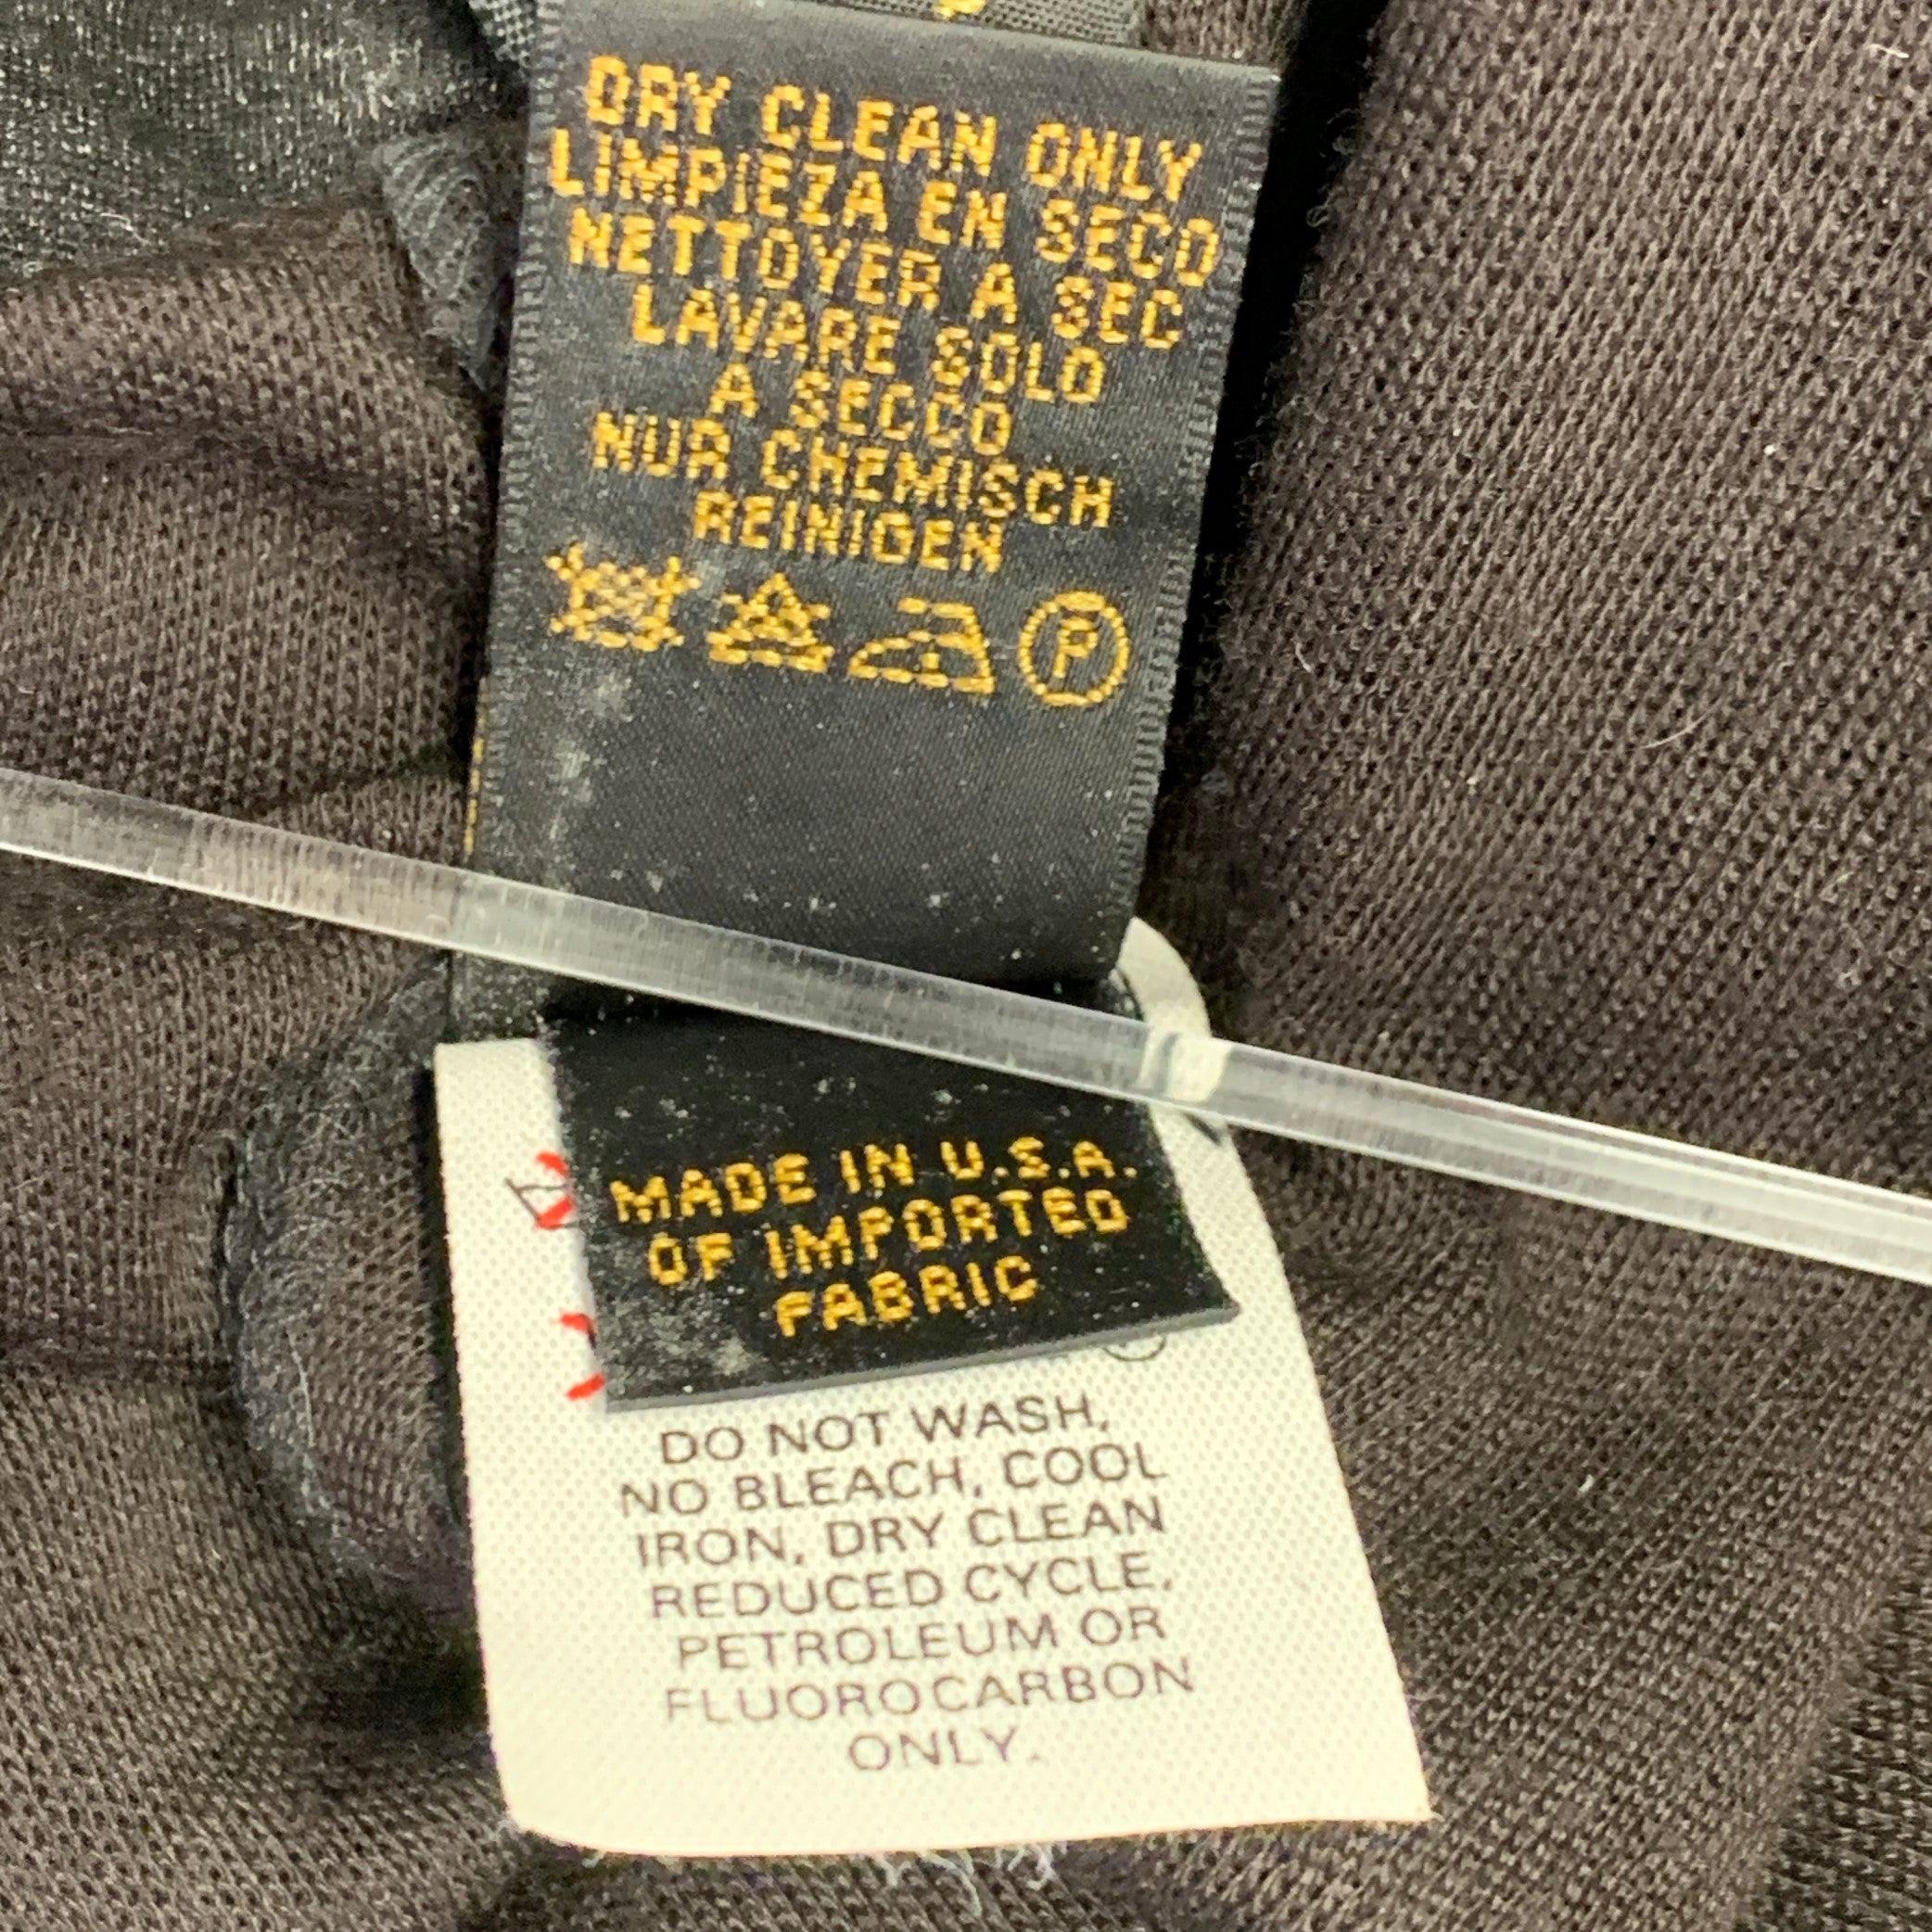 DRY CLEAN ONLY
LIMPIEZA EN SECO
NETTOYER A SEC
LAVARE SOLO
A SECCO
NUR CHEMISCH
REINIGEN
P
MADE IN U.S.A.
OF IMPORTED
FABRIC
DO NOT WASH,
NO BLEACH, COOL
IRON, DRY CLEAN
REDUCED CYCLE,
PETROLEUM OR
FLUOROCARBON
ONLY.